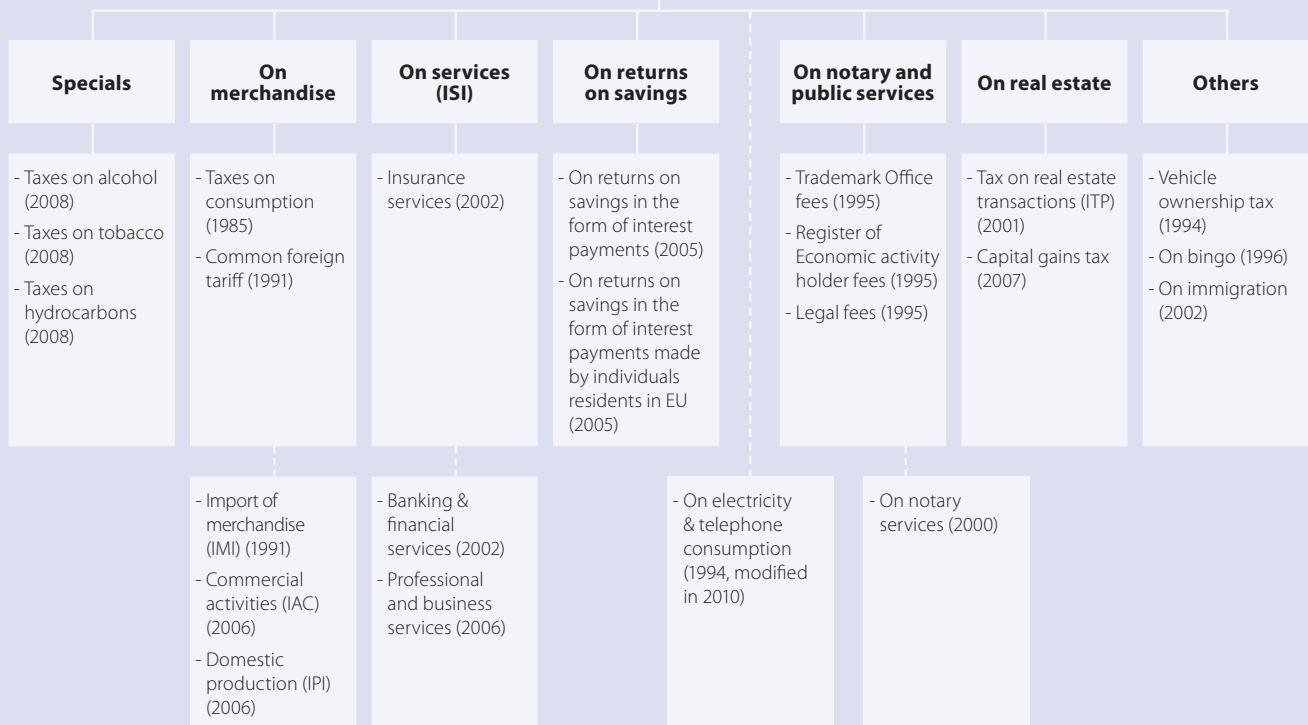 Specials
- Taxes on alcohol
(2008)
- Taxes on tobacco
(2008)
- Taxes on
hydrocarbons
(2008)
On
merchandise
- Taxes on
consumption
(1985)
- Common foreign
tariff (1991)
- Import of
merchandise
(IMI) (1991)
- Commercial
activities (IAC)
(2006)
- Domestic
production (IPI)
(2006)
On services
(ISI)
- Insurance
services (2002)
- Banking &
financial
services (2002)
- Professional
and business
services (2006)
On returns
on savings
- On returns on
savings in the
form of interest
payments (2005)
- On returns on
savings in the
form of interest
payments made
by individuals
residents in EU
(2005)
- On electricity
& telephone
consumption
(1994, modified
in 2010)
On notary and
public services
- Trademark Office
fees (1995)
- Register of
Economic activity
holder fees (1995)
- Legal fees (1995)
- On notary
services (2000)
On real estate
- Tax on real estate
transactions (ITP)
(2001)
- Capital gains tax
(2007)
Others
- Vehicle
ownership tax
(1994)
- On bingo (1996)
- On immigration
(2002)